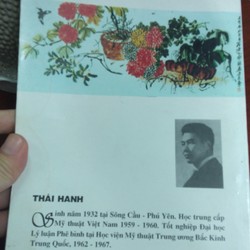 THÁI HANH
Sinh năm 1932 tại Sông Cầu - Phú Yên. Học trung cấp
Mỹ thuật Việt Nam 1959 - 1960. Tốt nghiệp Đại học
Lý luận Phê bình tại Học viện Mỹ thuật Trung ương Bắc Kinh
Trung Quốc, 1962 - 1967.